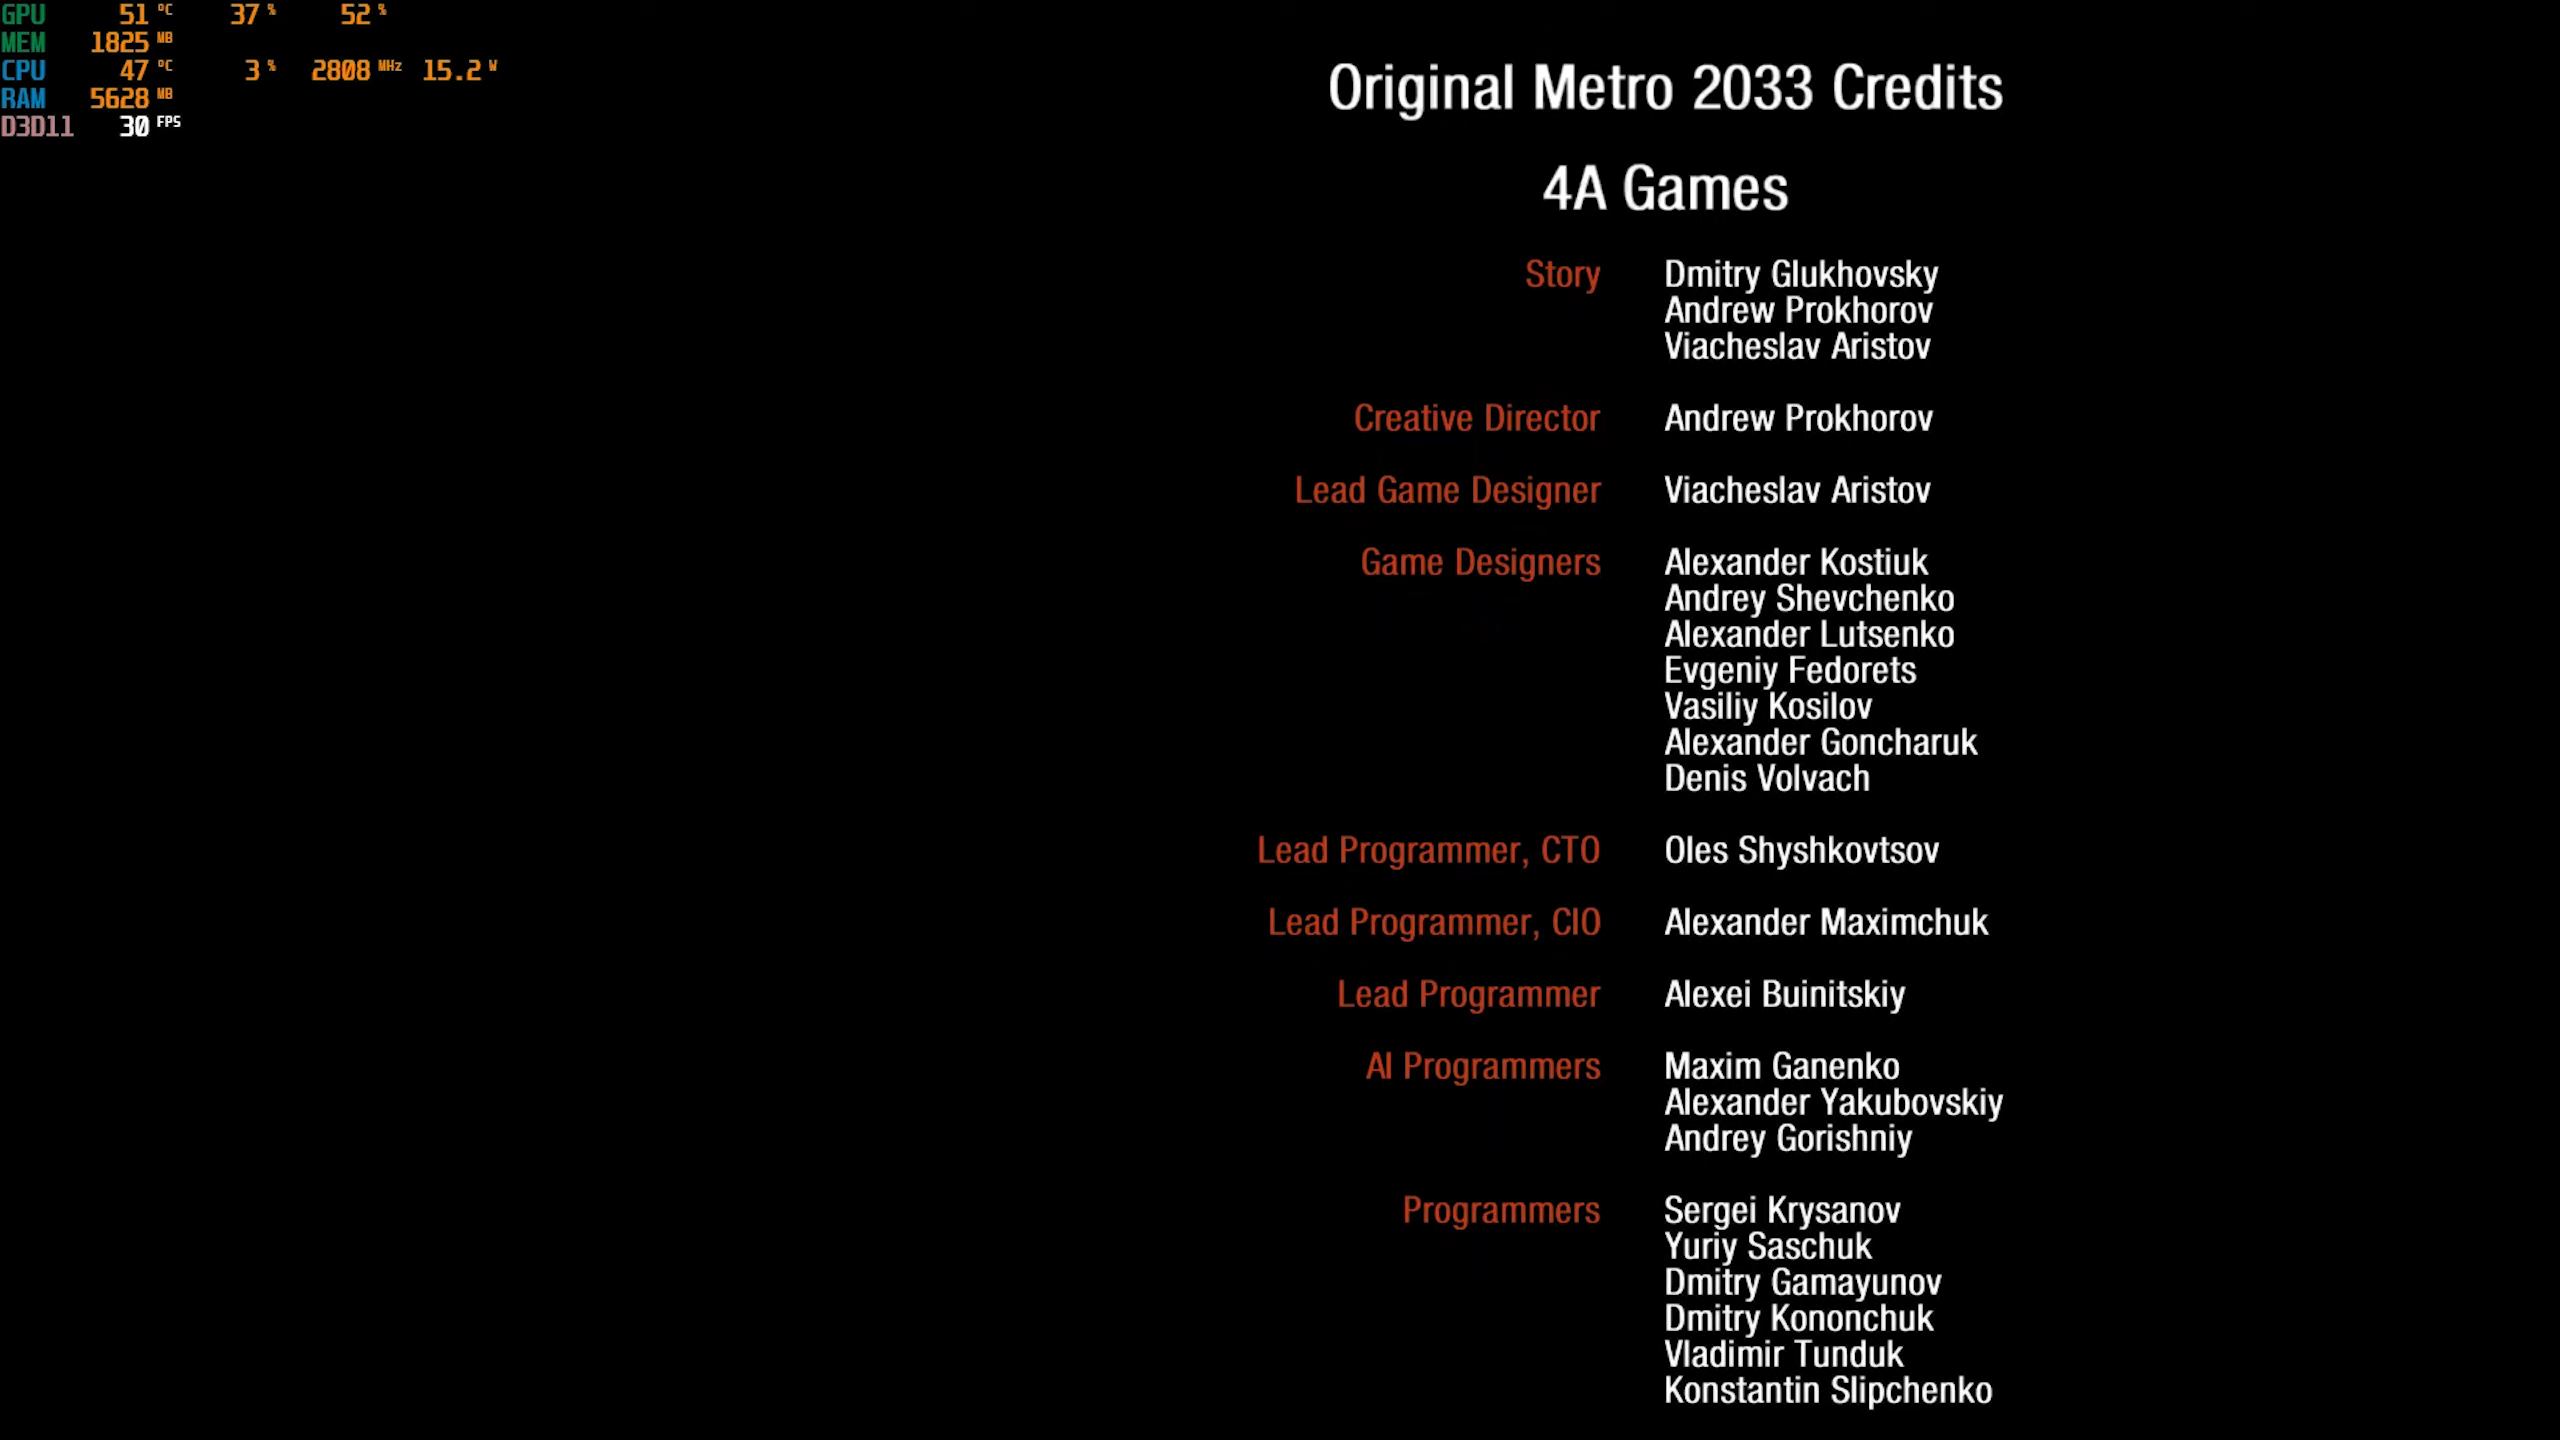 GPU 51 °C 37 % 52 %
MEM 1825 MB
CPU 47 °C 3 % 2808 MHz 15.2 W
RAM 5628 MB
D3D11 30 FPS
Original Metro 2033 Credits
4A Games
Story Dmitry Glukhovsky
Andrew Prokhorov
Viacheslav Aristov
Creative Director Andrew Prokhorov
Lead Game Designer Viacheslav Aristov
Game Designers Alexander Kostiuk
Andrey Shevchenko
Alexander Lutsenko
Evgeniy Fedorets
Vasiliy Kosilov
Alexander Goncharuk
Denis Volvach
Lead Programmer, CTO Oles Shyshkovtsov
Lead Programmer, CIO Alexander Maximchuk
Lead Programmer Alexei Buinitskiy
AI Programmers Maxim Ganenko
Alexander Yakubovskiy
Andrey Gorishniy
Programmers Sergei Krysanov
Yuriy Saschuk
Dmitry Gamayunov
Dmitry Kononchuk
Vladimir Tunduk
Konstantin Slipchenko